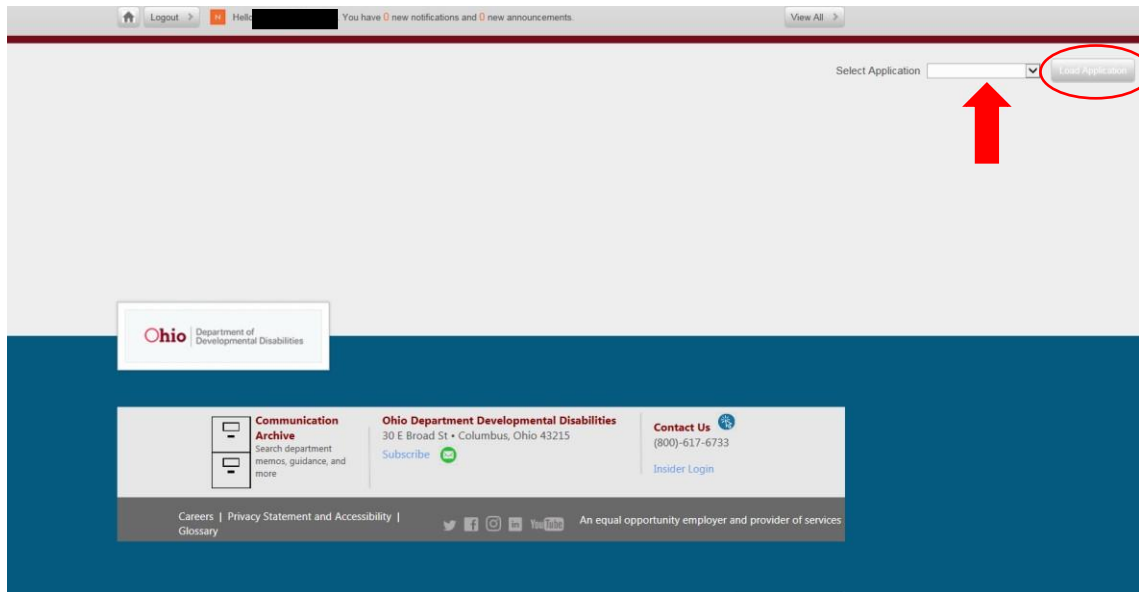 Logout >
N
Hello
You have 0 new notifications and 0 new announcements.
View All >
Select Application
Load Application
Ohio
Department of
Developmental Disabilities
Communication
Archive
Search department
memos, guidance, and
more
Ohio Department Developmental Disabilities
30 E Broad St • Columbus, Ohio 43215
Subscribe
Contact Us
(800)-617-6733
Insider Login
Careers | Privacy Statement and Accessibility |
Glossary
f
in
YouTube
An equal opportunity employer and provider of services